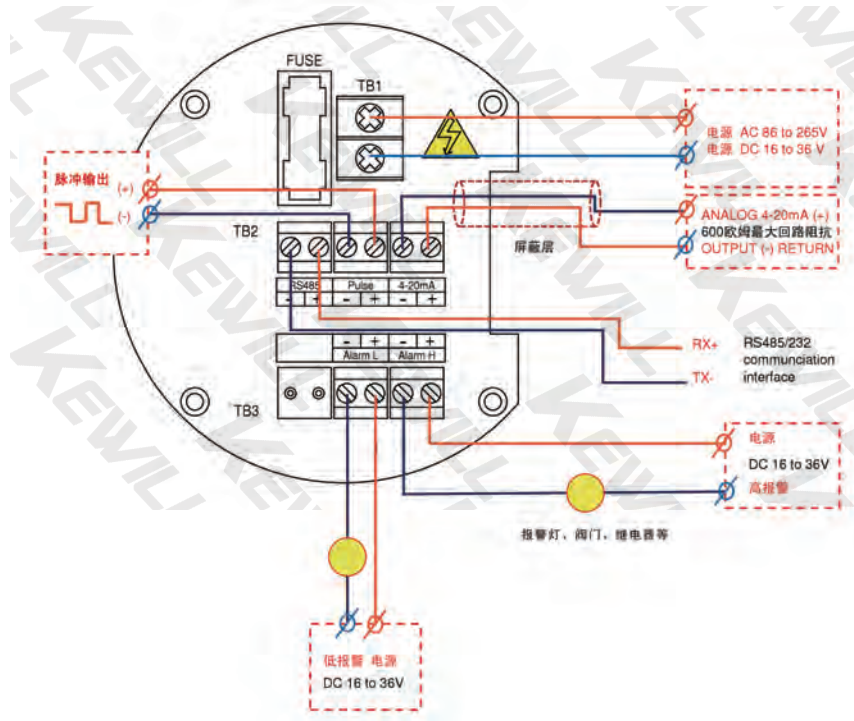 FUSE
TB1
电源 AC 86 to 265V
电源 DC 16 to 36 V
脉冲输出 (+)
(-)
ANALOG 4-20mA (+)
600欧姆最大回路阻抗
OUTPUT (-) RETURN
屏蔽层
TB2
RS485 Pulse 4-20mA
- + - + - +
RX+ RS485/232
communciation
TX- interface
- + - +
Alarm L Alarm H
TB3
电源
DC 16 to 36V
高报警
报警灯、阀门、继电器等
低报警 电源
DC 16 to 36V
KEWILL